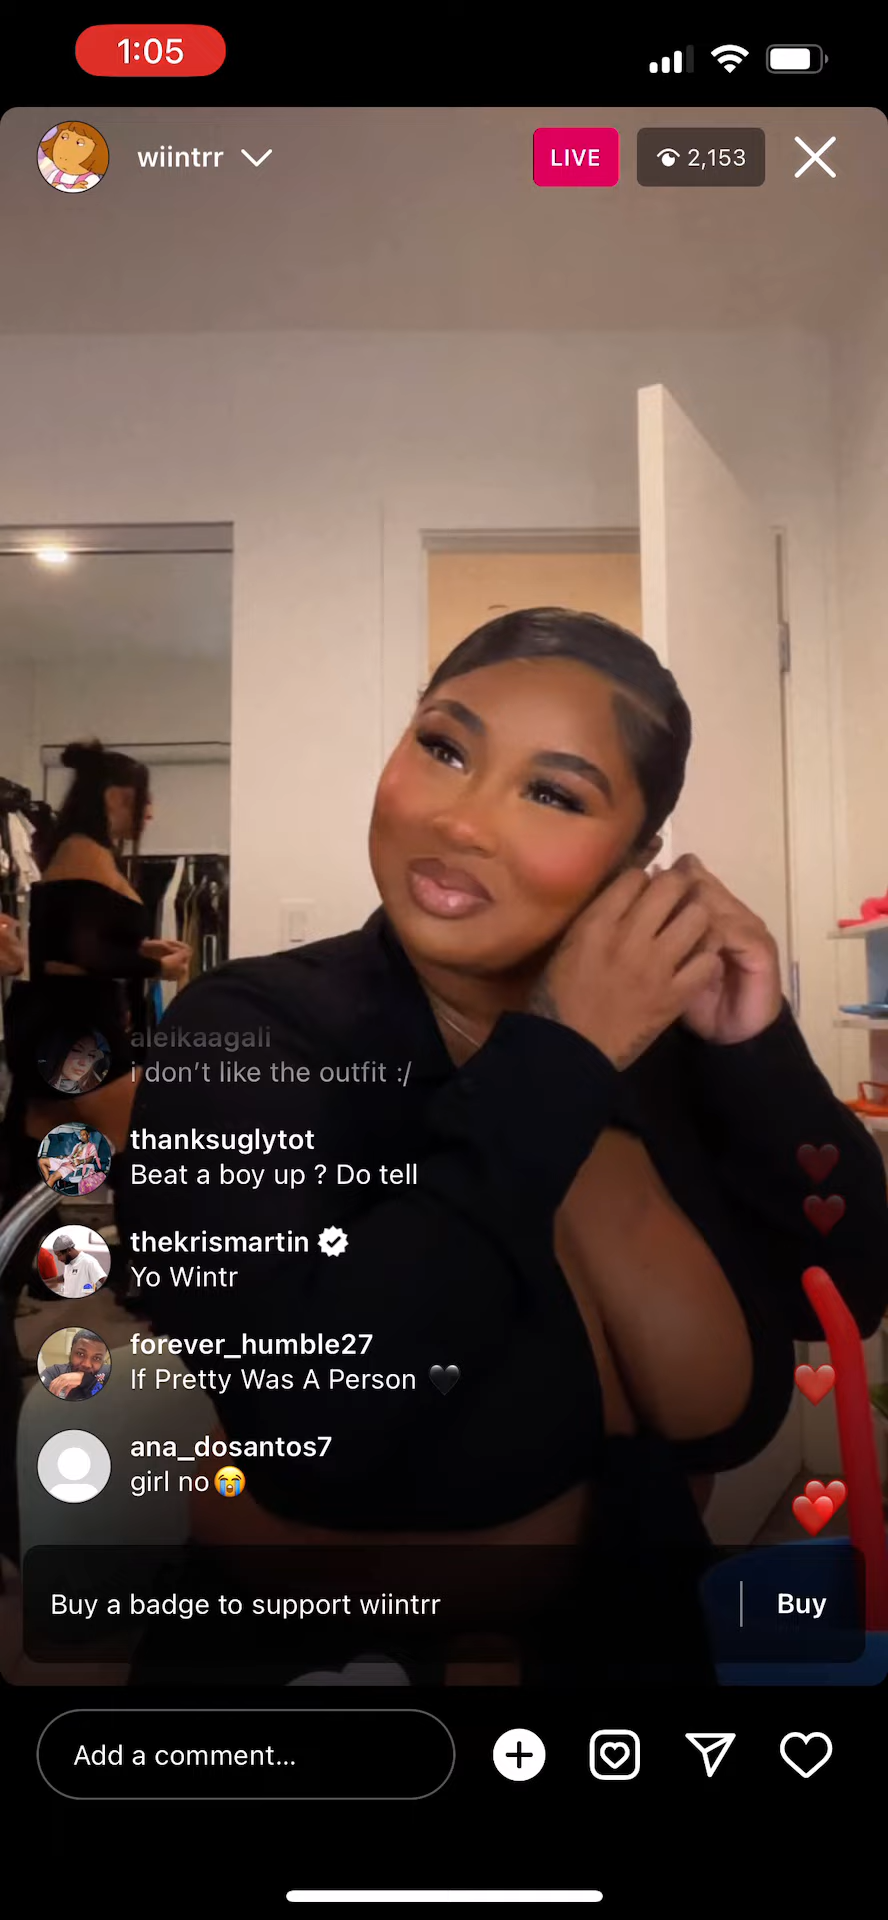 1:05
wiintrr
LIVE
2,153
aleikaagali
i don’t like the outfit :/
thanksuglytot
Beat a boy up ? Do tell
thekrismartin
Yo Wintr
forever_humble27
If Pretty Was A Person 🖤
ana_dosantos7
girl no😭
Buy a badge to support wiintrr
Buy
Add a comment...